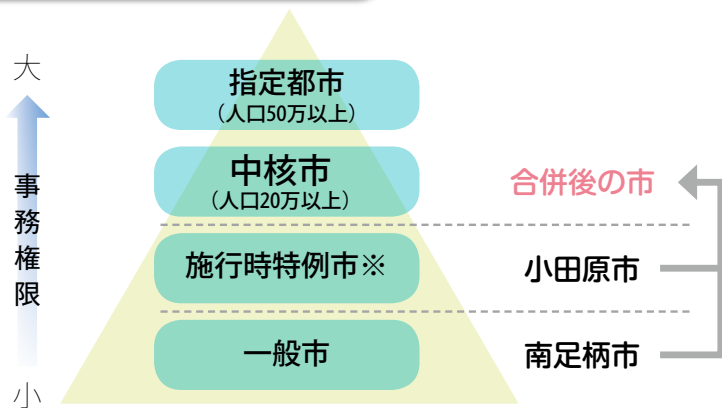 大
事務権限
小
指定都市
（人口50万以上）
中核市
（人口20万以上）
合併後の市
施行時特例市※
小田原市
一般市
南足柄市